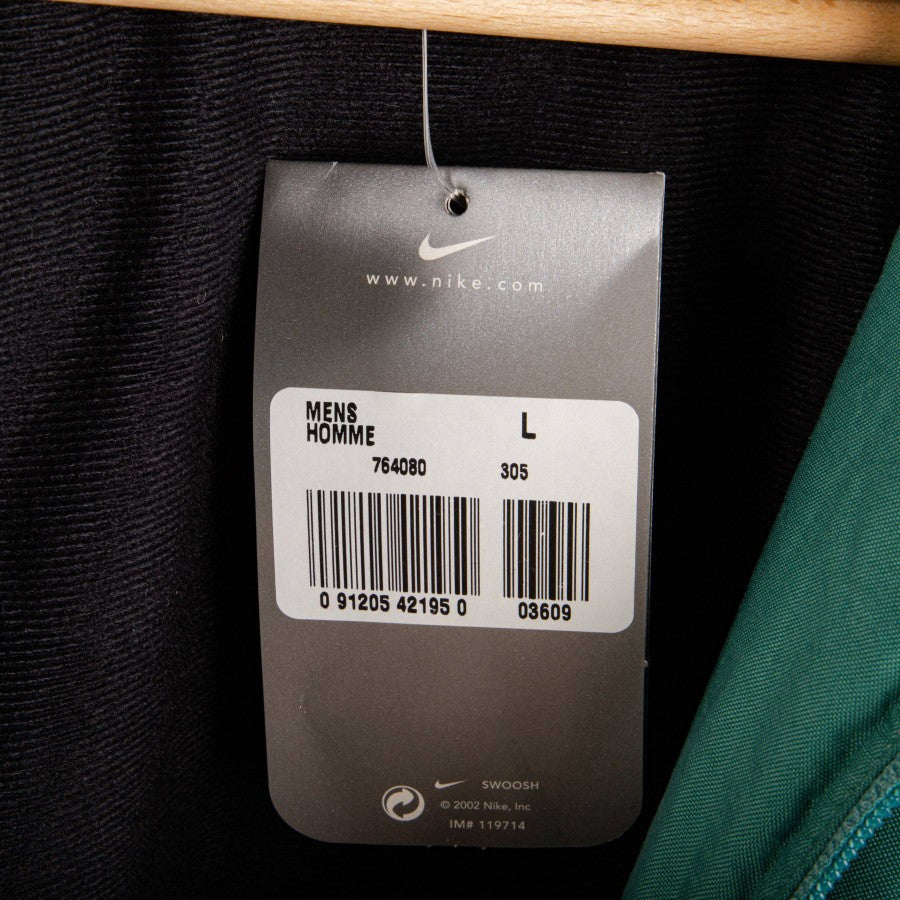 www.nike.com
MENS
HOMME
L
764080 305
0 91205 42195 0 03609
SWOOSH
© 2002 Nike, Inc
IM# 119714